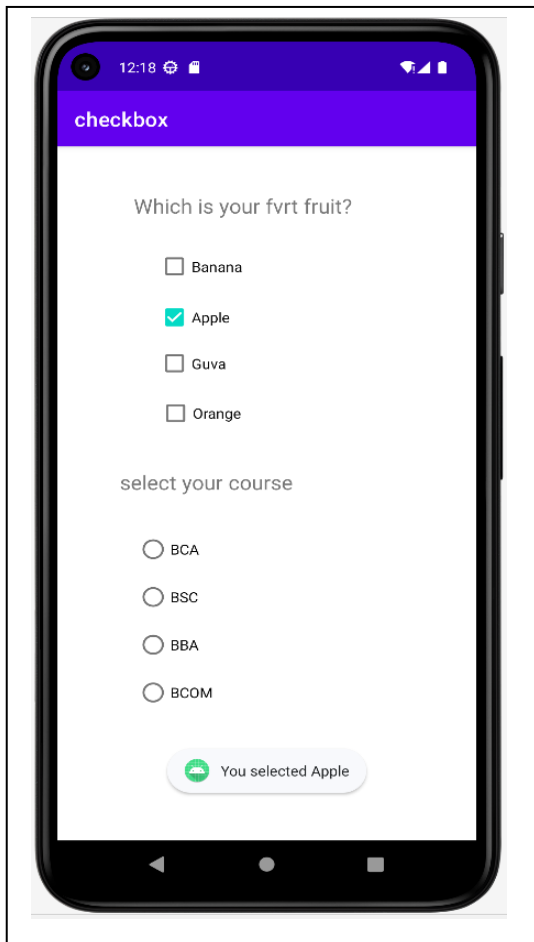 12:18
checkbox
Which is your fvrt fruit?
Banana
Apple
Guva
Orange
select your course
BCA
BSC
BBA
BCOM
You selected Apple